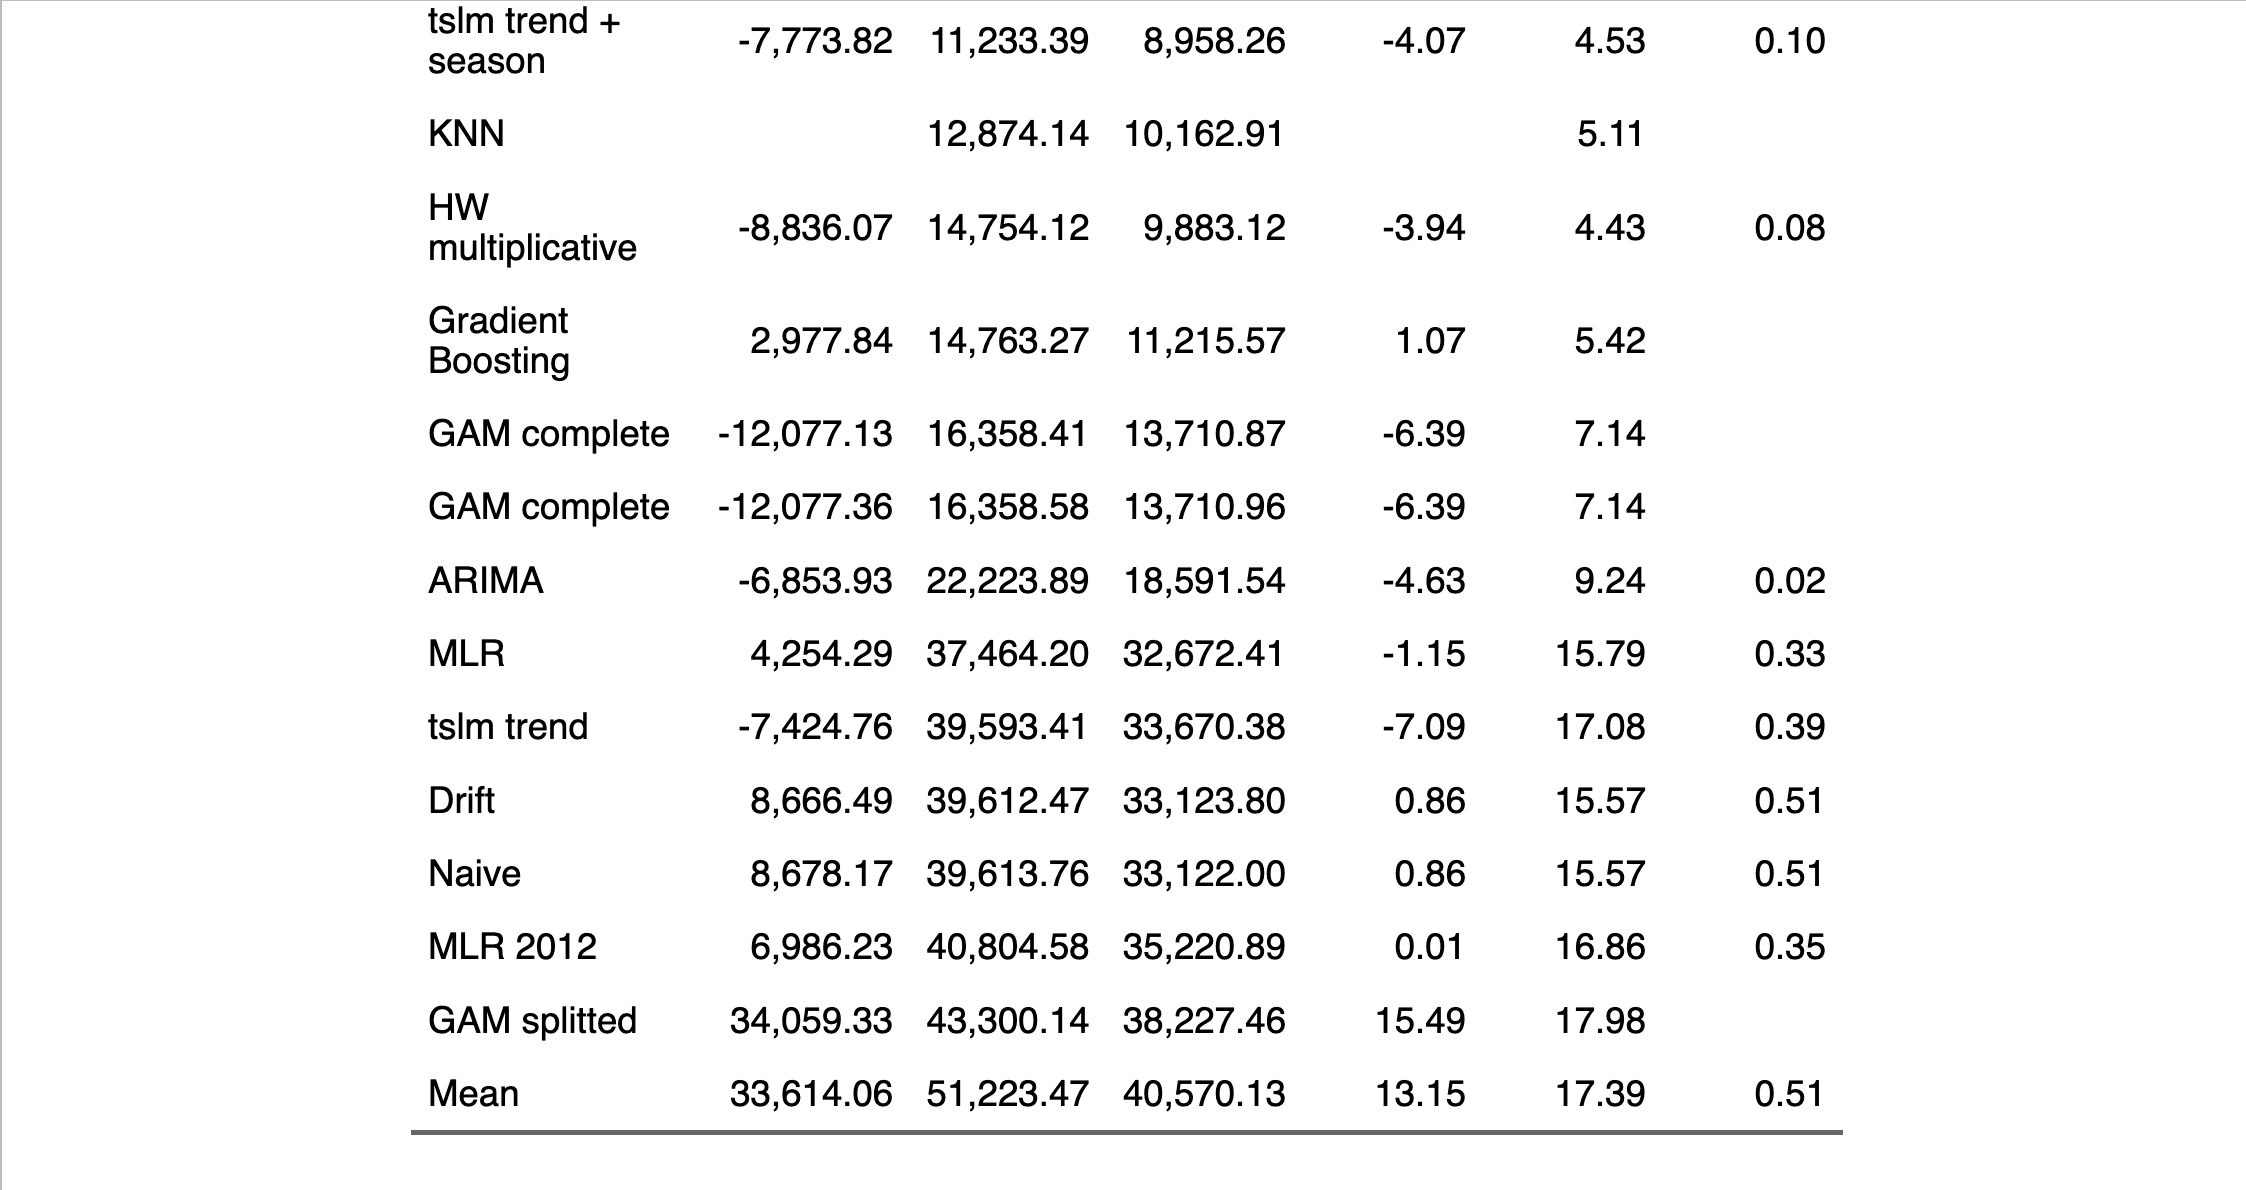 tslm trend +
season -7,773.82 11,233.39 8,958.26 -4.07 4.53 0.10
KNN 12,874.14 10,162.91 5.11
HW
multiplicative -8,836.07 14,754.12 9,883.12 -3.94 4.43 0.08
Gradient
Boosting 2,977.84 14,763.27 11,215.57 1.07 5.42
GAM complete -12,077.13 16,358.41 13,710.87 -6.39 7.14
GAM complete -12,077.36 16,358.58 13,710.96 -6.39 7.14
ARIMA -6,853.93 22,223.89 18,591.54 -4.63 9.24 0.02
MLR 4,254.29 37,464.20 32,672.41 -1.15 15.79 0.33
tslm trend -7,424.76 39,593.41 33,670.38 -7.09 17.08 0.39
Drift 8,666.49 39,612.47 33,123.80 0.86 15.57 0.51
Naive 8,678.17 39,613.76 33,122.00 0.86 15.57 0.51
MLR 2012 6,986.23 40,804.58 35,220.89 0.01 16.86 0.35
GAM splitted 34,059.33 43,300.14 38,227.46 15.49 17.98
Mean 33,614.06 51,223.47 40,570.13 13.15 17.39 0.51